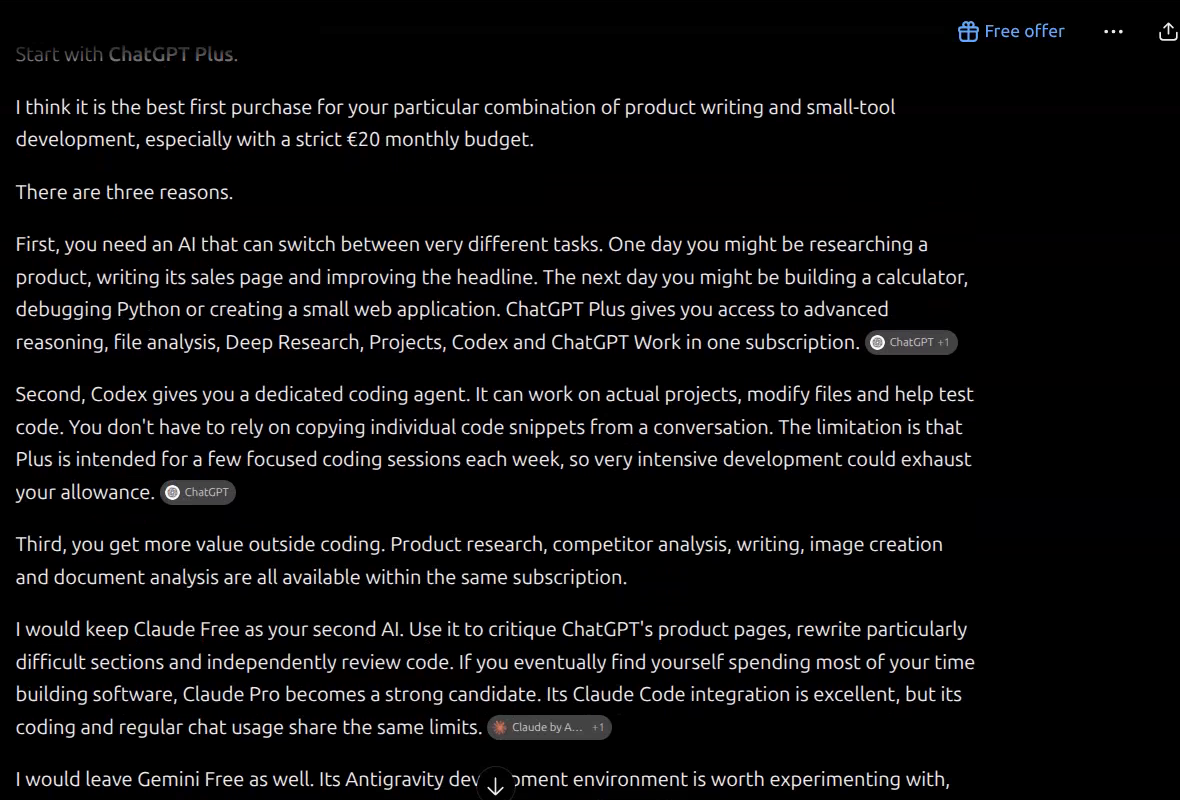 Free offer
Start with ChatGPT Plus.
I think it is the best first purchase for your particular combination of product writing and small-tool
development, especially with a strict €20 monthly budget.
There are three reasons.
First, you need an AI that can switch between very different tasks. One day you might be researching a
product, writing its sales page and improving the headline. The next day you might be building a calculator,
debugging Python or creating a small web application. ChatGPT Plus gives you access to advanced
reasoning, file analysis, Deep Research, Projects, Codex and ChatGPT Work in one subscription. ChatGPT +1
Second, Codex gives you a dedicated coding agent. It can work on actual projects, modify files and help test
code. You don't have to rely on copying individual code snippets from a conversation. The limitation is that
Plus is intended for a few focused coding sessions each week, so very intensive development could exhaust
your allowance. ChatGPT
Third, you get more value outside coding. Product research, competitor analysis, writing, image creation
and document analysis are all available within the same subscription.
I would keep Claude Free as your second AI. Use it to critique ChatGPT's product pages, rewrite particularly
difficult sections and independently review code. If you eventually find yourself spending most of your time
building software, Claude Pro becomes a strong candidate. Its Claude Code integration is excellent, but its
coding and regular chat usage share the same limits. Claude by A... +1
I would leave Gemini Free as well. Its Antigravity environment is worth experimenting with,